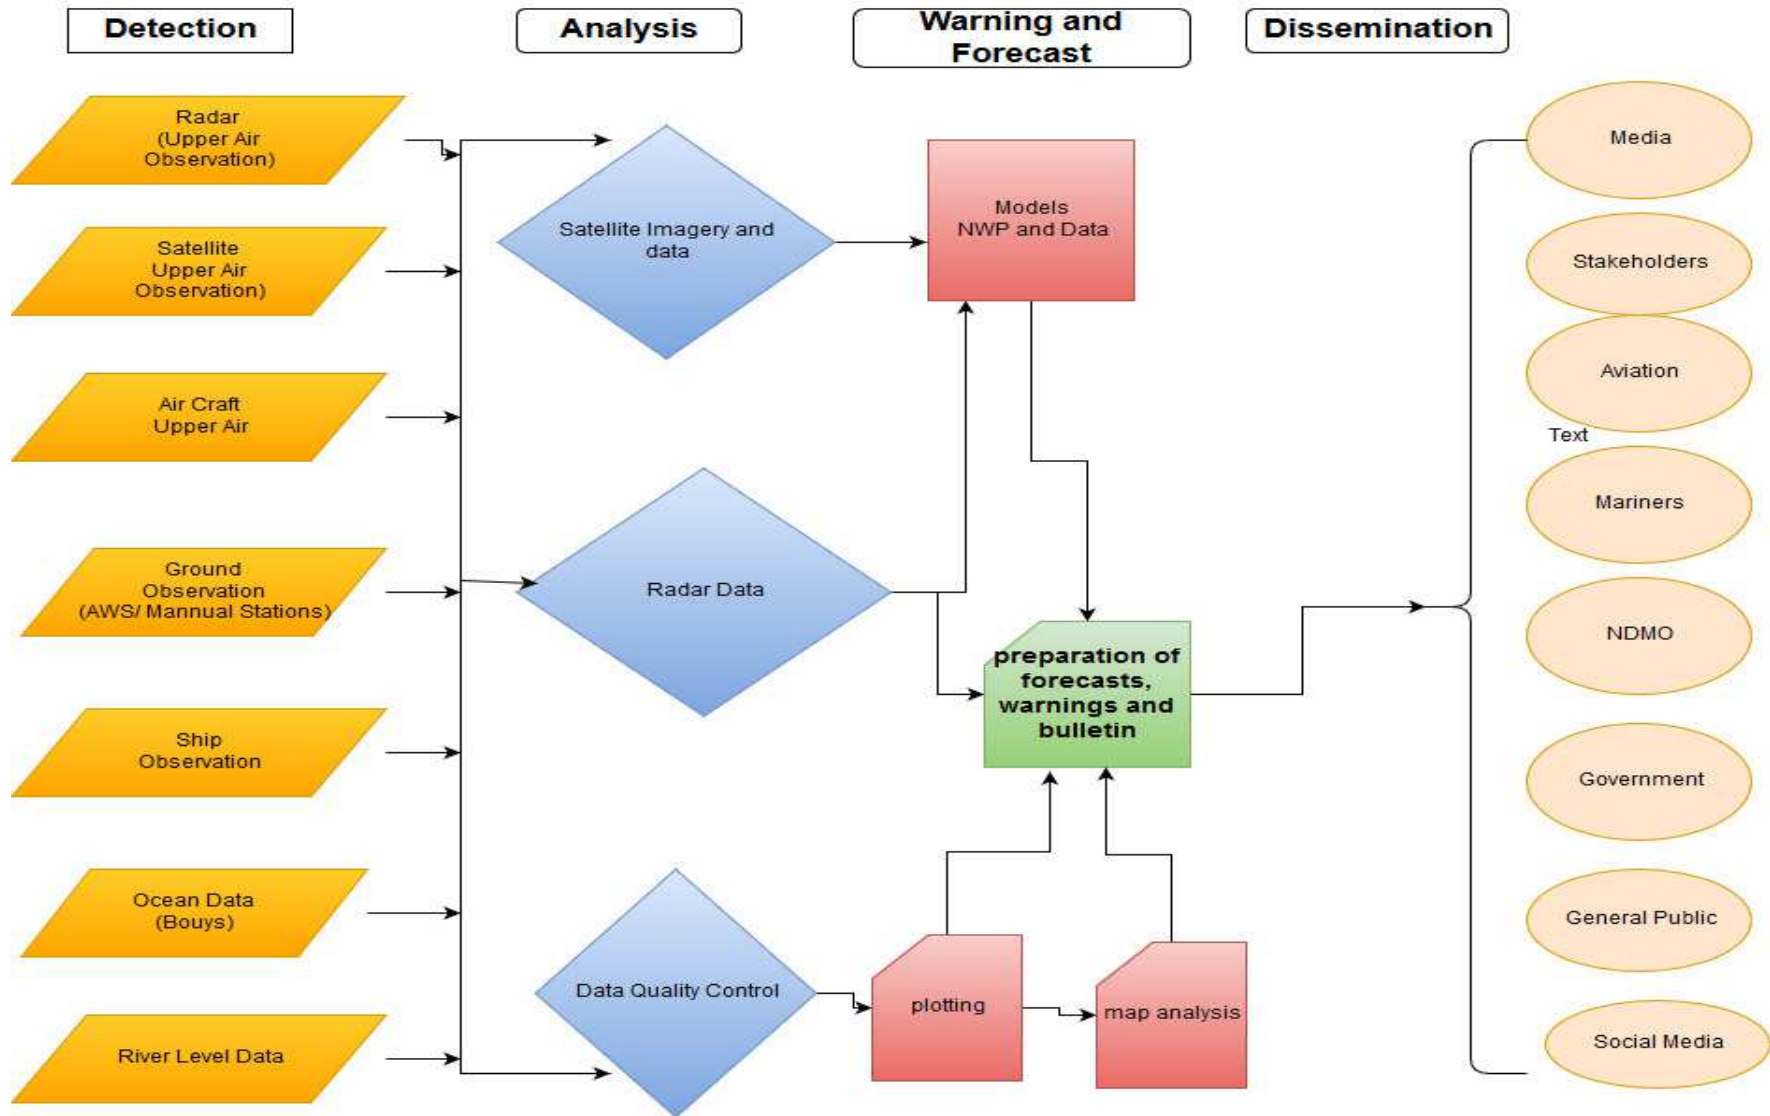 Detection
Analysis
Warning and
Forecast
Dissemination
Radar
(Upper Air
Observation)
Satellite
Upper Air
Observation)
Air Craft
Upper Air
Ground
Observation
(AWS/ Mannual Stations)
Ship
Observation
Ocean Data
(Bouys)
River Level Data
Satellite Imagery and
data
Radar Data
Data Quality Control
Models
NWP and Data
preparation of
forecasts,
warnings and
bulletin
plotting
map analysis
Media
Stakeholders
Aviation
Text
Mariners
NDMO
Government
General Public
Social Media